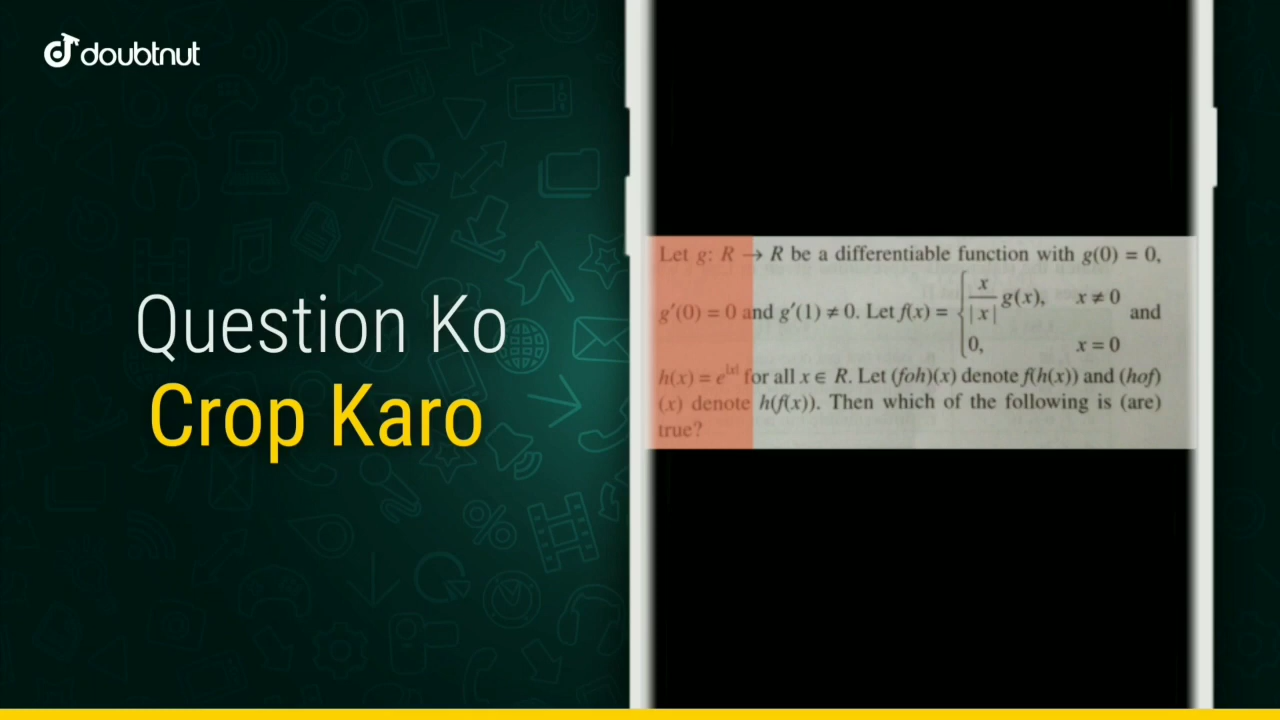 doubtnut
Question Ko
Crop Karo
Let g: R → R be a differentiable function with g(0) = 0,
g′(0) = 0 and g′(1) ≠ 0. Let f(x) = { x/|x| g(x), x ≠ 0
0, x = 0 and
h(x) = e^|x| for all x ∈ R. Let (foh)(x) denote f(h(x)) and (hof)
(x) denote h(f(x)). Then which of the following is (are)
true?